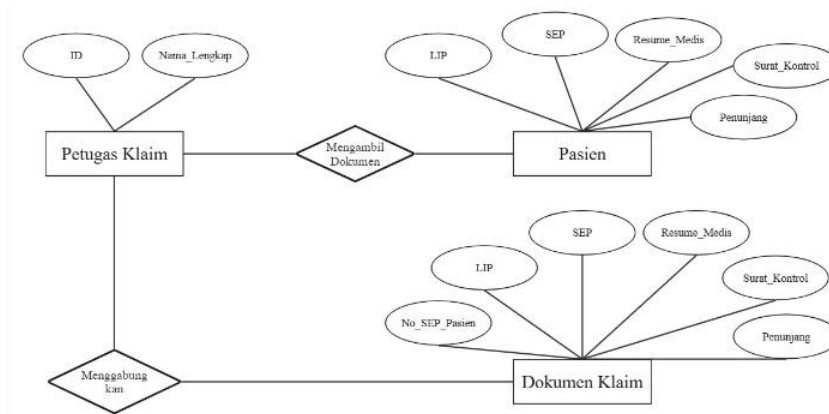 SEP
Resume_Medis
ID
Nama_Lengkap
LIP
Surat_Kontrol
Penunjang
Petugas Klaim
Mengambil
Dokumen
Pasien
SEP
Resume_Medis
LIP
Surat_Kontrol
No_SEP_Pasien
Penunjang
Menggabung
kan
Dokumen Klaim